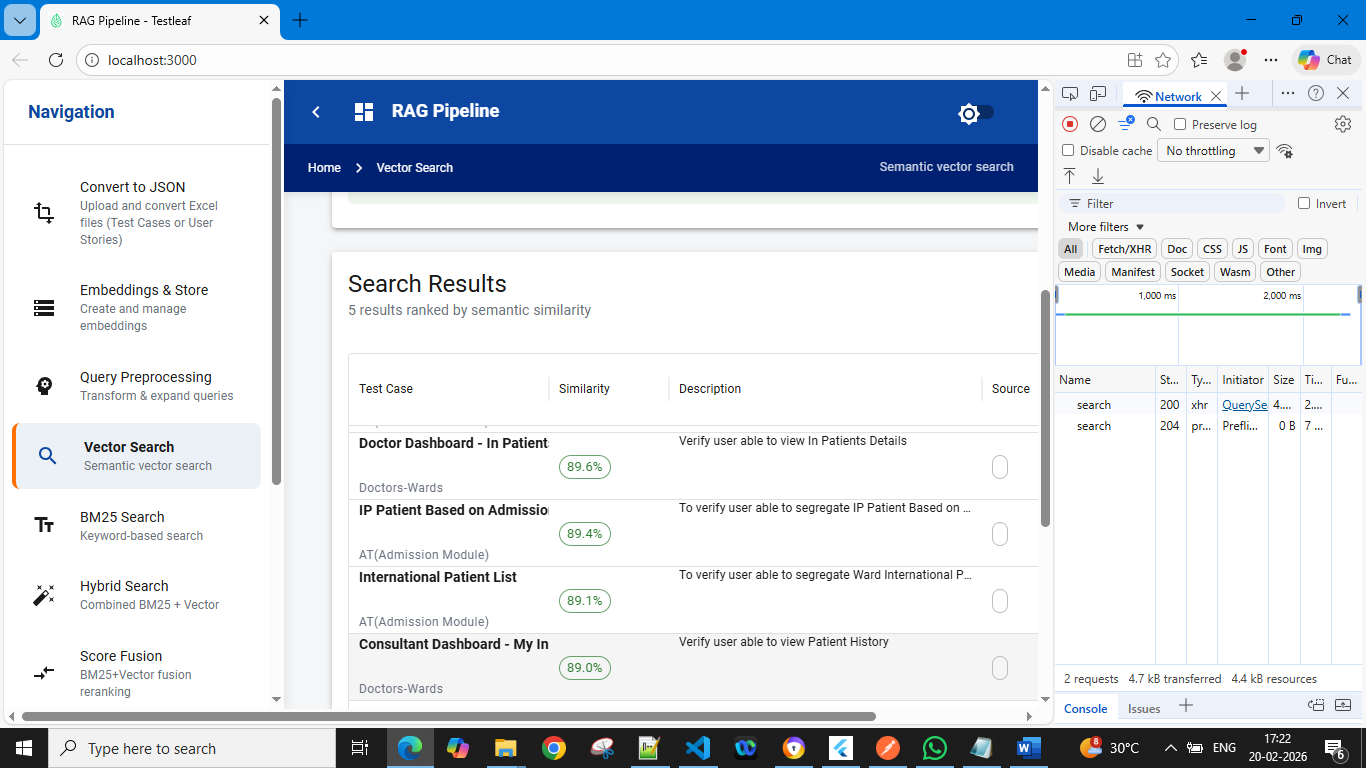 RAG Pipeline - Testleaf
localhost:3000
Chat
Navigation
Convert to JSON
Upload and convert Excel
files (Test Cases or User
Stories)
Embeddings & Store
Create and manage
embeddings
Query Preprocessing
Transform & expand queries
Vector Search
Semantic vector search
BM25 Search
Keyword-based search
Hybrid Search
Combined BM25 + Vector
Score Fusion
BM25+Vector fusion
reranking
RAG Pipeline
Home
Vector Search
Semantic vector search
Search Results
5 results ranked by semantic similarity
Test Case Similarity Description Source
Doctor Dashboard - In Patient
Doctors-Wards
89.6%
Verify user able to view In Patients Details
IP Patient Based on Admissio
AT(Admission Module)
89.4%
To verify user able to segregate IP Patient Based on ...
International Patient List
AT(Admission Module)
89.1%
To verify user able to segregate Ward International P...
Consultant Dashboard - My In
Doctors-Wards
89.0%
Verify user able to view Patient History
Network
Preserve log
Disable cache
No throttling
Filter
Invert
More filters
All Fetch/XHR Doc CSS JS Font Img
Media Manifest Socket Wasm Other
1,000 ms 2,000 ms
Name St... Ty... Initiator Size Ti... Fu...
search 200 xhr QuerySe 4.... 2....
search 204 pr... Prefli... 0 B 7 ...
2 requests 4.7 kB transferred 4.4 kB resources
Console Issues
Type here to search
8
30°C
ENG
17:22
20-02-2026
6